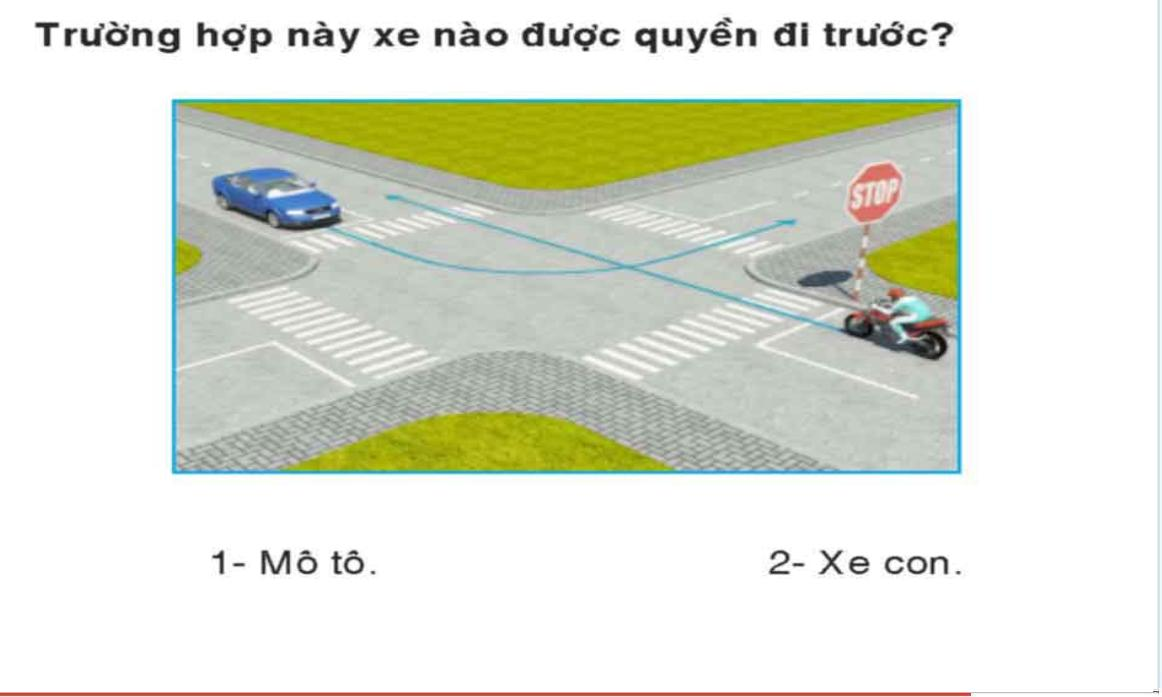 Trường hợp này xe nào được quyền đi trước?
STOP
1- Mô tô.
2- Xe con.